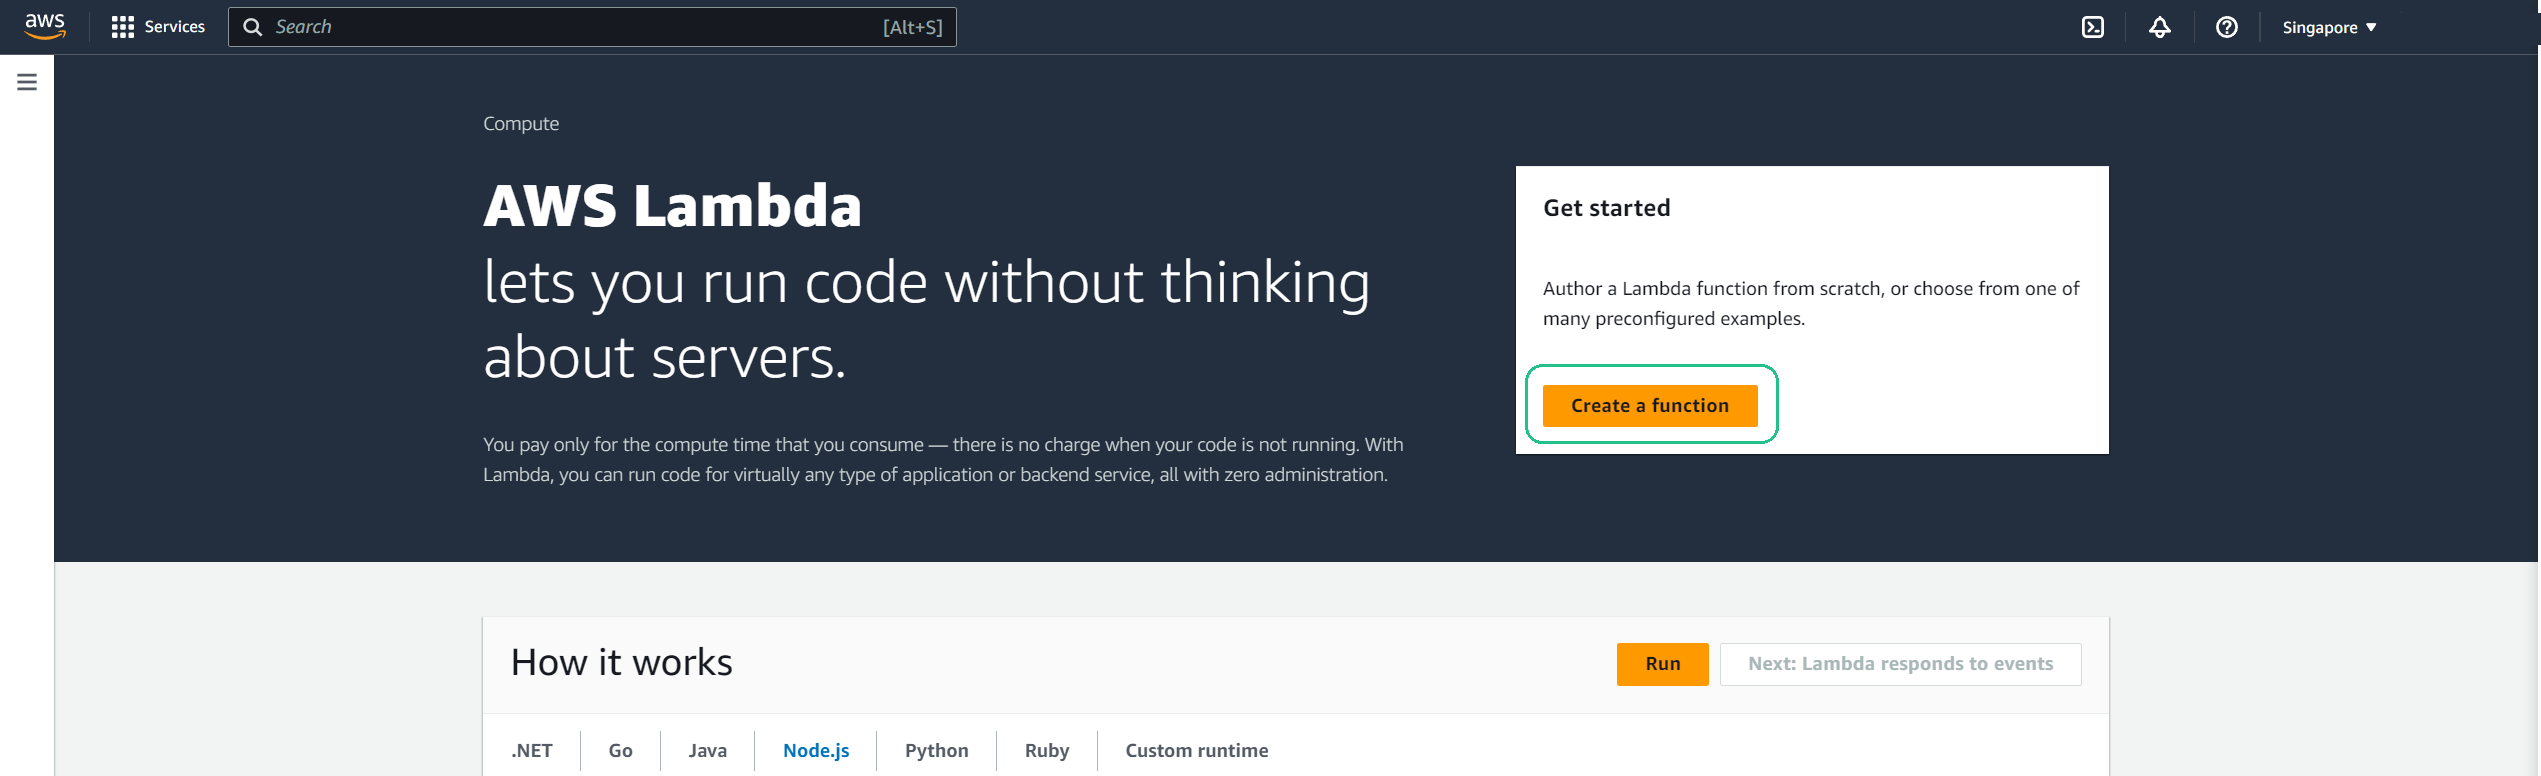 aws
Services
Search
[Alt+S]
Singapore
Compute
AWS Lambda
lets you run code without thinking
about servers.
You pay only for the compute time that you consume — there is no charge when your code is not running. With
Lambda, you can run code for virtually any type of application or backend service, all with zero administration.
Get started
Author a Lambda function from scratch, or choose from one of
many preconfigured examples.
Create a function
How it works
Run
Next: Lambda responds to events
.NET
Go
Java
Node.js
Python
Ruby
Custom runtime